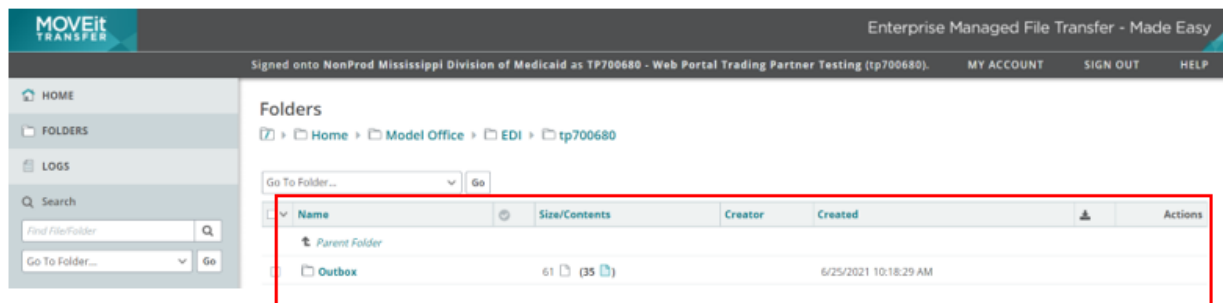 MOVEit
TRANSFER
Enterprise Managed File Transfer - Made Easy
Signed onto NonProd Mississippi Division of Medicaid as TP700680 - Web Portal Trading Partner Testing (tp700680). MY ACCOUNT SIGN OUT HELP
HOME
FOLDERS
LOGS
Search
Find File/Folder
Go To Folder... Go
Folders
Home Model Office EDI tp700680
Go To Folder... Go
Name Size/Contents Creator Created Actions
Parent Folder
Outbox 61 (35) 6/25/2021 10:18:29 AM